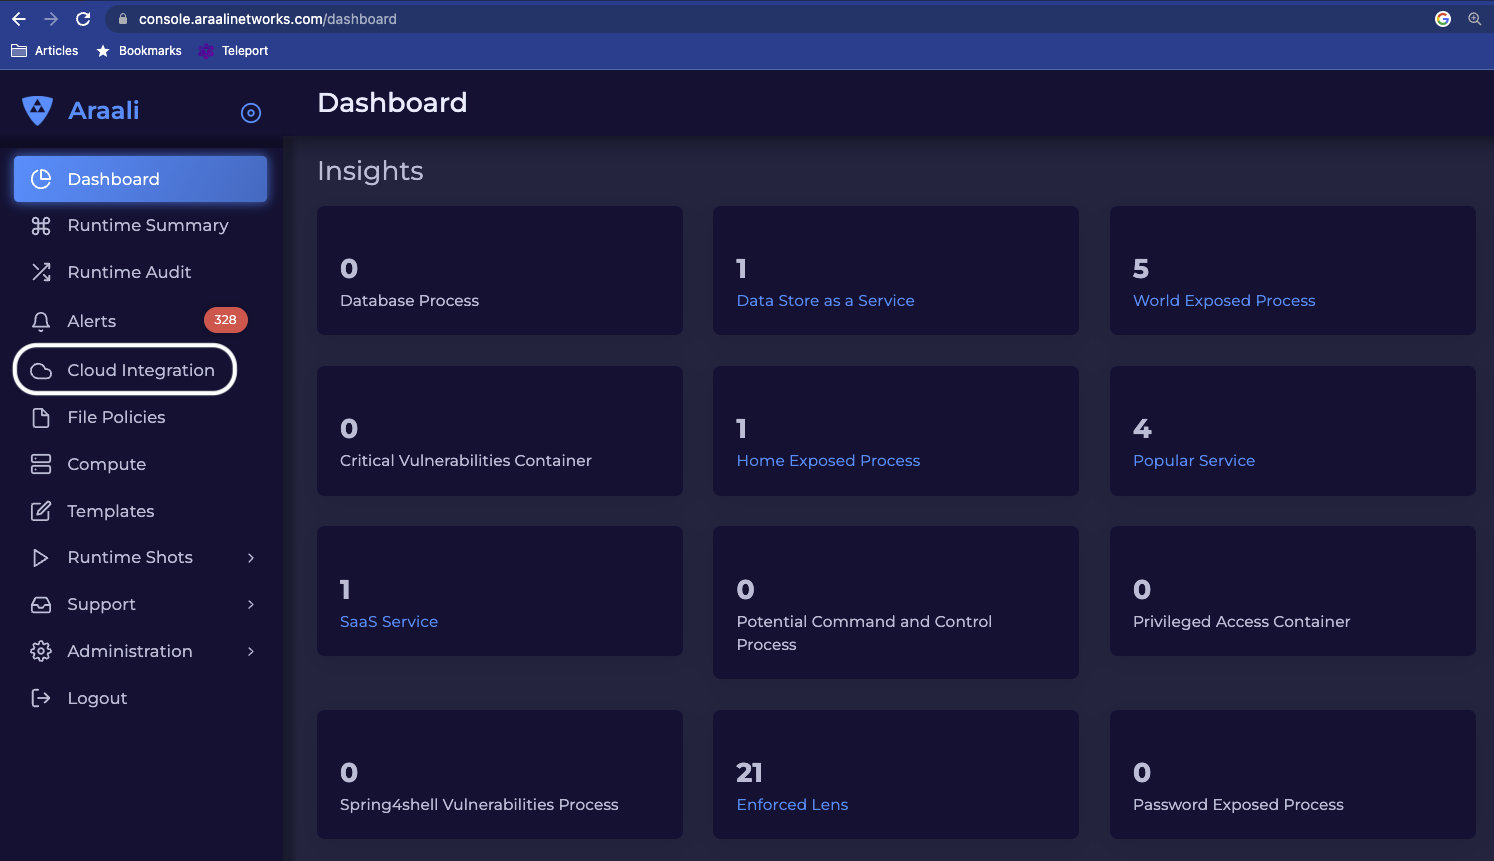 console.araalinetworks.com/dashboard
Articles Bookmarks Teleport
Araali
Dashboard
Dashboard
Runtime Summary
Runtime Audit
Alerts 328
Cloud Integration
File Policies
Compute
Templates
Runtime Shots
Support
Administration
Logout
Insights
0
Database Process
1
Data Store as a Service
5
World Exposed Process
0
Critical Vulnerabilities Container
1
Home Exposed Process
4
Popular Service
1
SaaS Service
0
Potential Command and Control
Process
0
Privileged Access Container
0
Spring4shell Vulnerabilities Process
21
Enforced Lens
0
Password Exposed Process